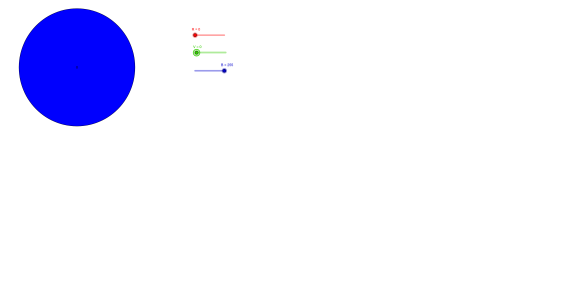 R = 0
V = 0
B = 255